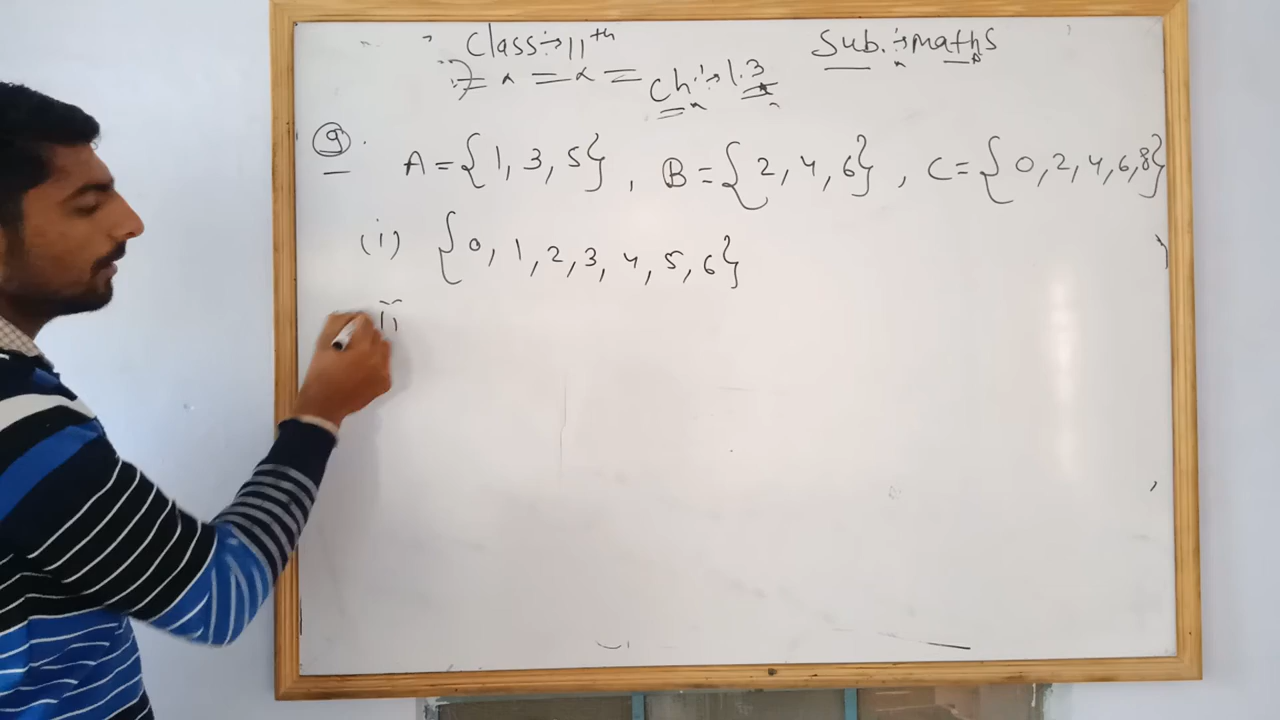 Class :- 11th Sub. :- maths
Ch :- 1.3
9. A = {1, 3, 5}, B = {2, 4, 6}, C = {0, 2, 4, 6, 8}
(i) {0, 1, 2, 3, 4, 5, 6}
ii